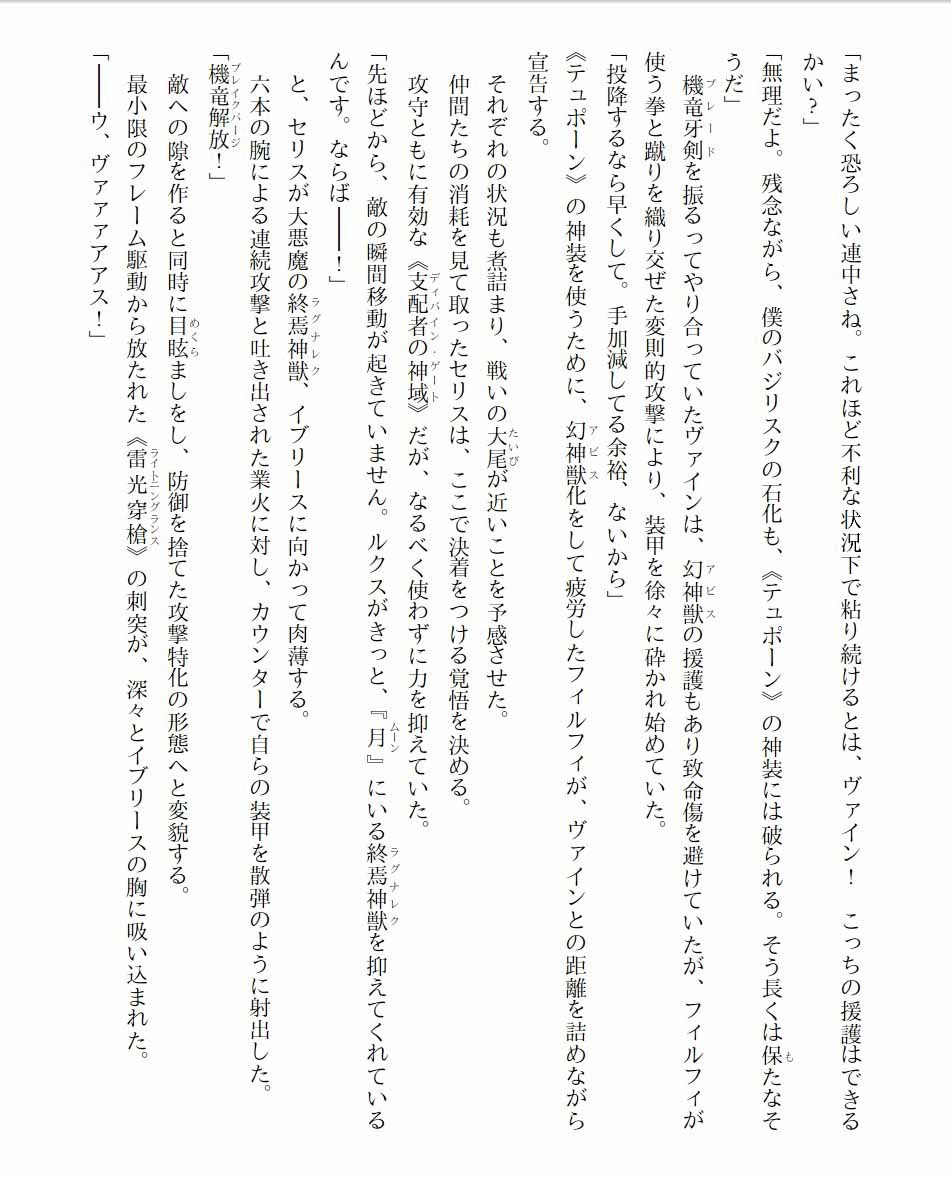 「まったく恐ろしい連中さね。これほど不利な状況下で粘り続けるとは、ヴァイン！　こっちの援護はできる
かい？」
「無理だよ。残念ながら、僕のバジリスクの石化も、《テュポーン》の神装には破られる。そう長くは保たなそ
うだ」
　機竜牙剣を振るってやり合っていたヴァインは、幻神獣の援護もあり致命傷を避けていたが、フィルフィが
使う拳と蹴りを織り交ぜた変則的攻撃により、装甲を徐々に砕かれ始めていた。
「投降するなら早くして。手加減してる余裕、ないから」
《テュポーン》の神装を使うために、幻神獣化をして疲労したフィルフィが、ヴァインとの距離を詰めながら
宣告する。
　それぞれの状況も煮詰まり、戦いの大尾が近いことを予感させた。
　仲間たちの消耗を見て取ったセリスは、ここで決着をつける覚悟を決める。
　攻守ともに有効な《支配者の神域》だが、なるべく使わずに力を抑えていた。
「先ほどから、敵の瞬間移動が起きていません。ルクスがきっと、『月』にいる終焉神獣を抑えてくれている
んです。ならば――！」
　と、セリスが大悪魔の終焉神獣、イブリースに向かって肉薄する。
　六本の腕による連続攻撃と吐き出された業火に対し、カウンターで自らの装甲を散弾のように射出した。
「機竜解放！」
　敵への隙を作ると同時に目眩ましをし、防御を捨てた攻撃特化の形態へと変貌する。
　最小限のフレーム駆動から放たれた《雷光穿槍》の刺突が、深々とイブリースの胸に吸い込まれた。
「――ウ、ヴァァァアアス！」